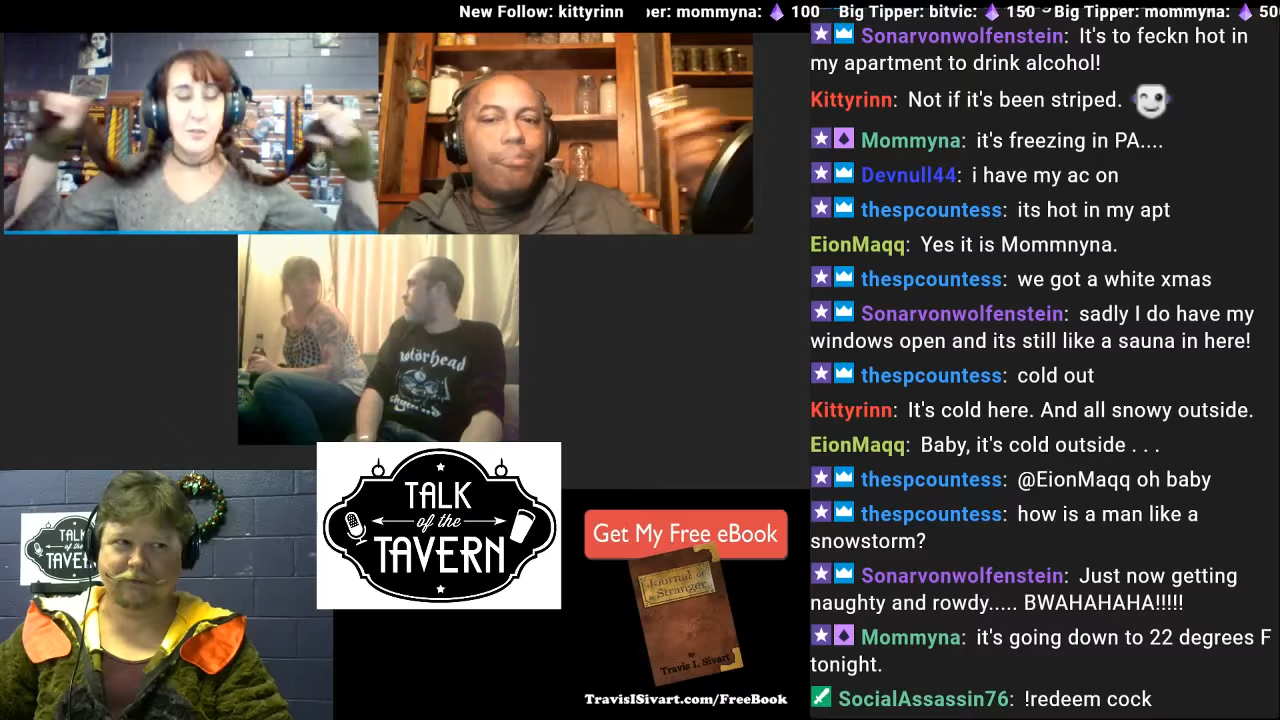 New Follow: kittyrinn
er: mommyna: 100
Big Tipper: bitvic: 150
Big Tipper: mommyna: 50
Sonarvonwolfenstein: It's to feckn hot in
my apartment to drink alcohol!
Kittyrinn: Not if it's been striped.
Mommyna: it's freezing in PA....
Devnull44: i have my ac on
thespcountess: its hot in my apt
EionMaqq: Yes it is Mommnyna.
thespcountess: we got a white xmas
Sonarvonwolfenstein: sadly I do have my
windows open and its still like a sauna in here!
thespcountess: cold out
Kittyrinn: It's cold here. And all snowy outside.
EionMaqq: Baby, it's cold outside . . .
thespcountess: @EionMaqq oh baby
thespcountess: how is a man like a
snowstorm?
Sonarvonwolfenstein: Just now getting
naughty and rowdy..... BWAHAHAHA!!!!!
Mommyna: it's going down to 22 degrees F
tonight.
SocialAssassin76: !redeem cock
motörhead
TALK
of the
TAVERN
TALK
of the
TAVE
Get My Free eBook
Journal of
Stranger
By
Travis I. Sivart
TravisISivart.com/FreeBook